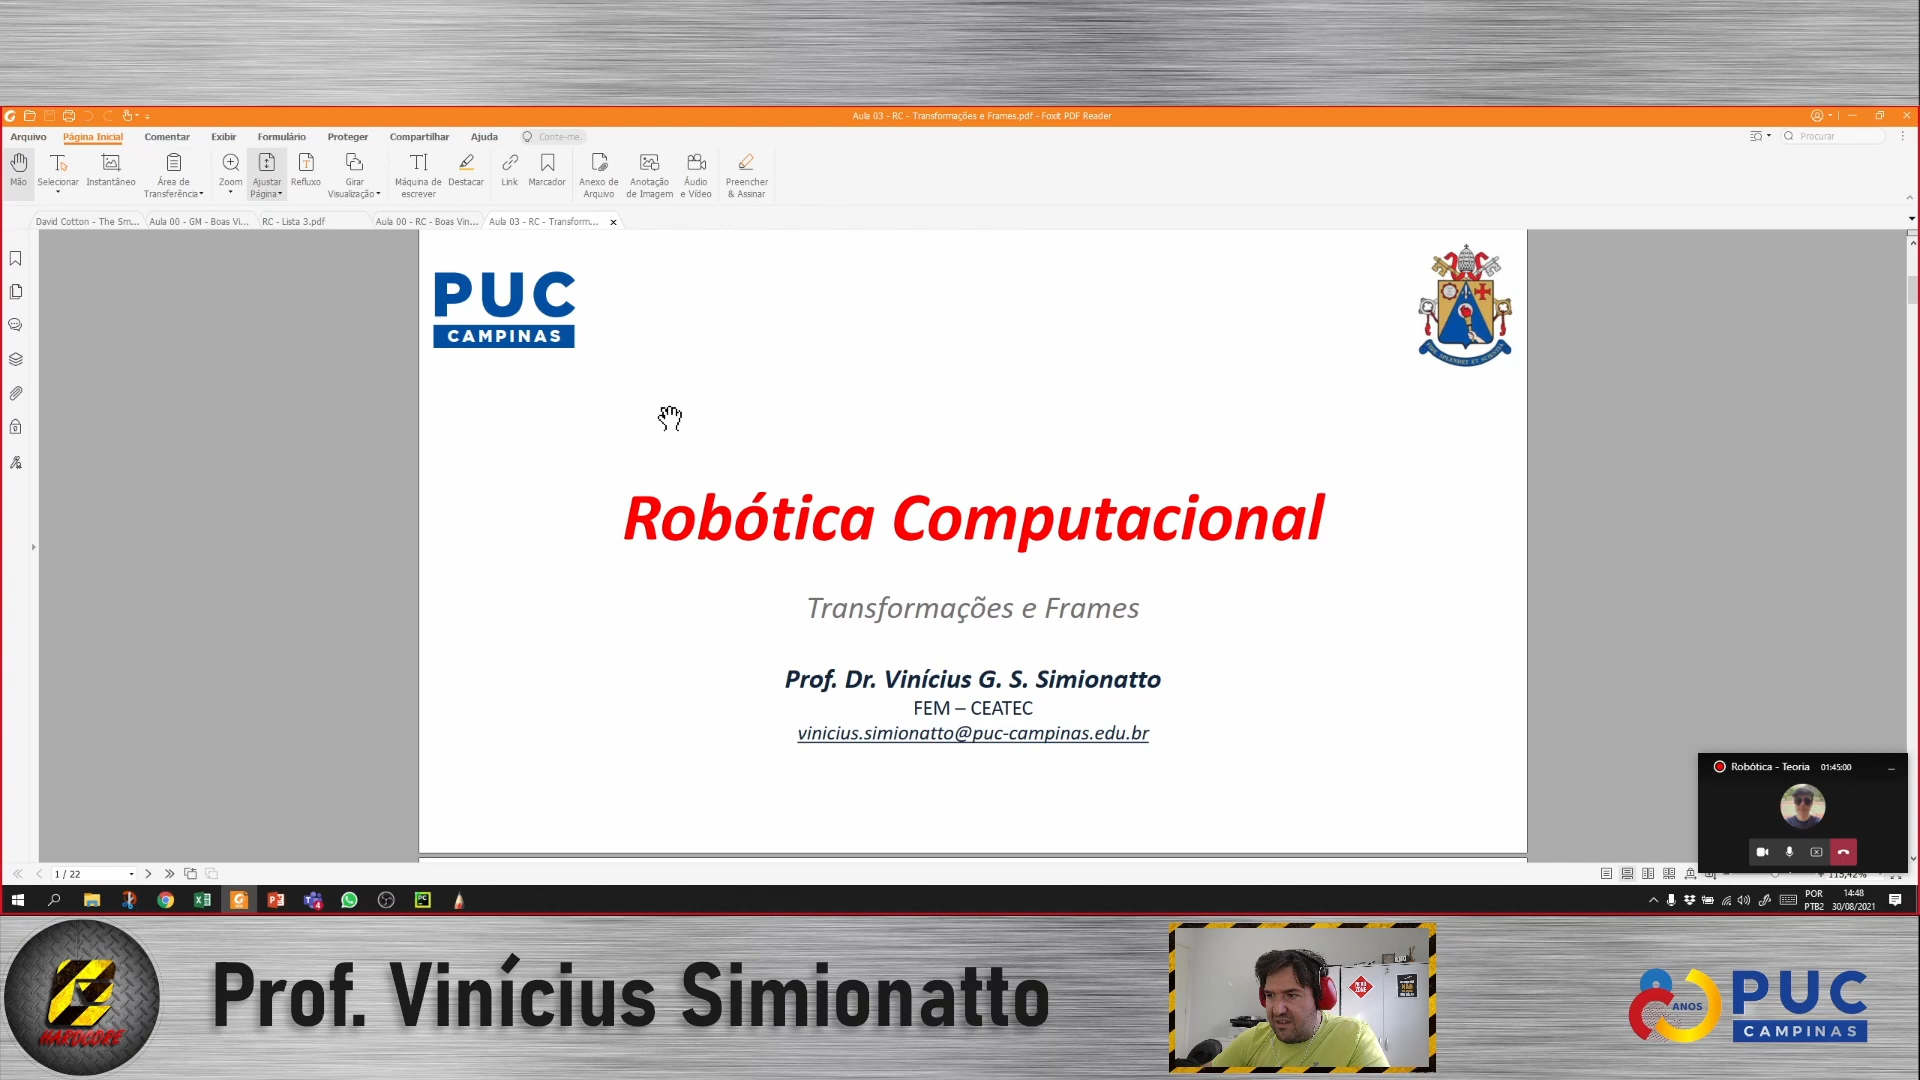 Aula 03 - RC - Transformações e Frames.pdf - Foxit PDF Reader
Arquivo Página Inicial Comentar Exibir Formulário Proteger Compartilhar Ajuda Conte-me. Procurar
Mão Selecionar Instantâneo Área de Transferência Zoom Ajustar Página Refluxo Girar Visualização Máquina de escrever Destacar Link Marcador Anexo de Arquivo Anotação de Imagem Áudio e Vídeo Preencher & Assinar
David Cotton - The Sm... Aula 00 - GM - Boas Vi... RC - Lista 3.pdf Aula 00 - RC - Boas Vin... Aula 03 - RC - Transform...
PUC
CAMPINAS
Robótica Computacional
Transformações e Frames
Prof. Dr. Vinícius G. S. Simionatto
FEM – CEATEC
vinicius.simionatto@puc-campinas.edu.br
Robótica - Teoria 01:45:00
1 / 22
113,42%
POR
PTB2
14:48
30/08/2021
HARDCORE
Prof. Vinícius Simionatto
ANOS
PUC
CAMPINAS